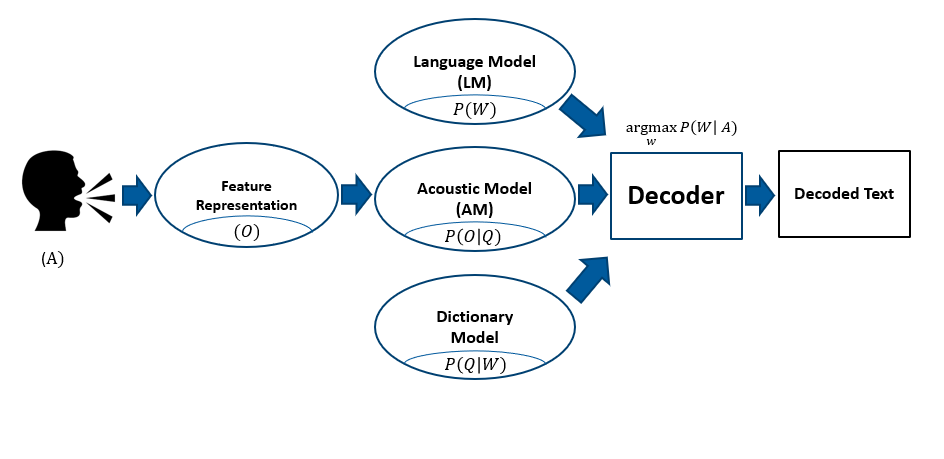 Language Model
(LM)
P(W)
argmax P(W| A)
w
Feature
Representation
(O)
Acoustic Model
(AM)
P(O|Q)
Decoder
Decoded Text
(A)
Dictionary
Model
P(Q|W)